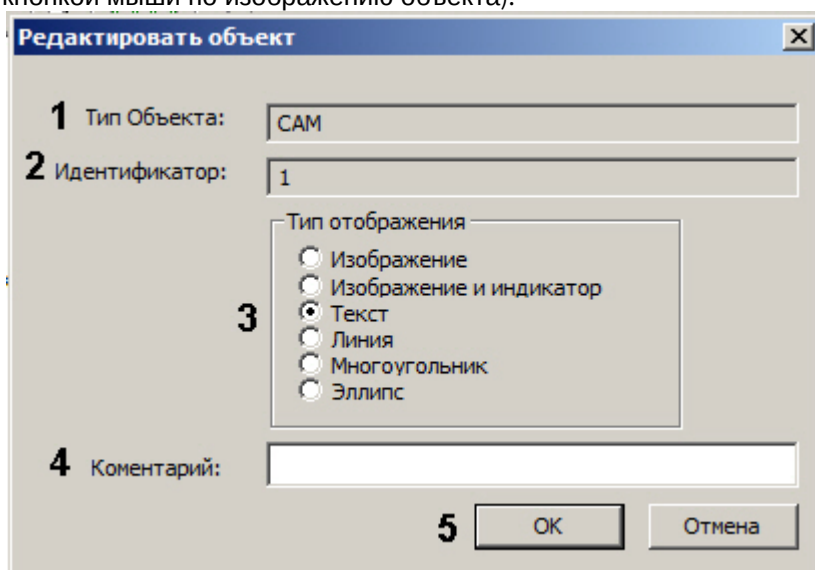 кнопкой мыши по изображению объекта).
Редактировать объект
1 Тип Объекта: CAM
2 Идентификатор: 1
Тип отображения
Изображение
Изображение и индикатор
3 Текст
Линия
Многоугольник
Эллипс
4 Коментарий:
5 OK Отмена